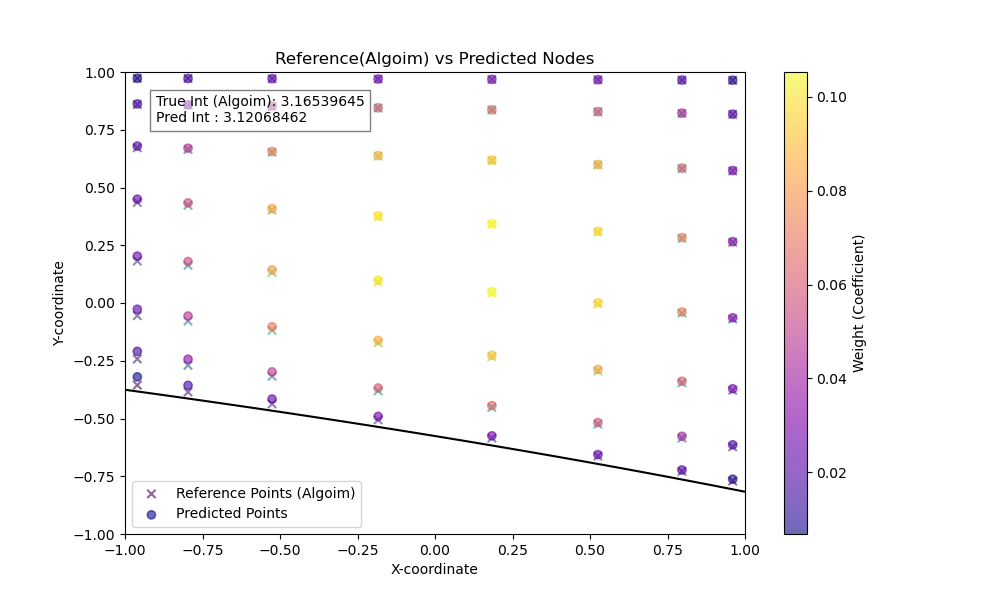 Reference(Algoim) vs Predicted Nodes
True Int (Algoim): 3.16539645
Pred Int : 3.12068462
1.00
0.75
0.50
0.25
0.00
−0.25
−0.50
−0.75
−1.00
Y-coordinate
Reference Points (Algoim)
Predicted Points
−1.00
−0.75
−0.50
−0.25
0.00
0.25
0.50
0.75
1.00
X-coordinate
0.10
0.08
0.06
0.04
0.02
Weight (Coefficient)